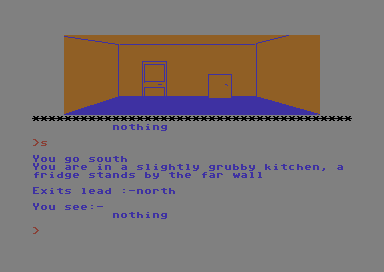 nothing
>s
You go south
You are in a slightly grubby kitchen, a
fridge stands by the far wall
Exits lead :-north
You see:-
nothing
>